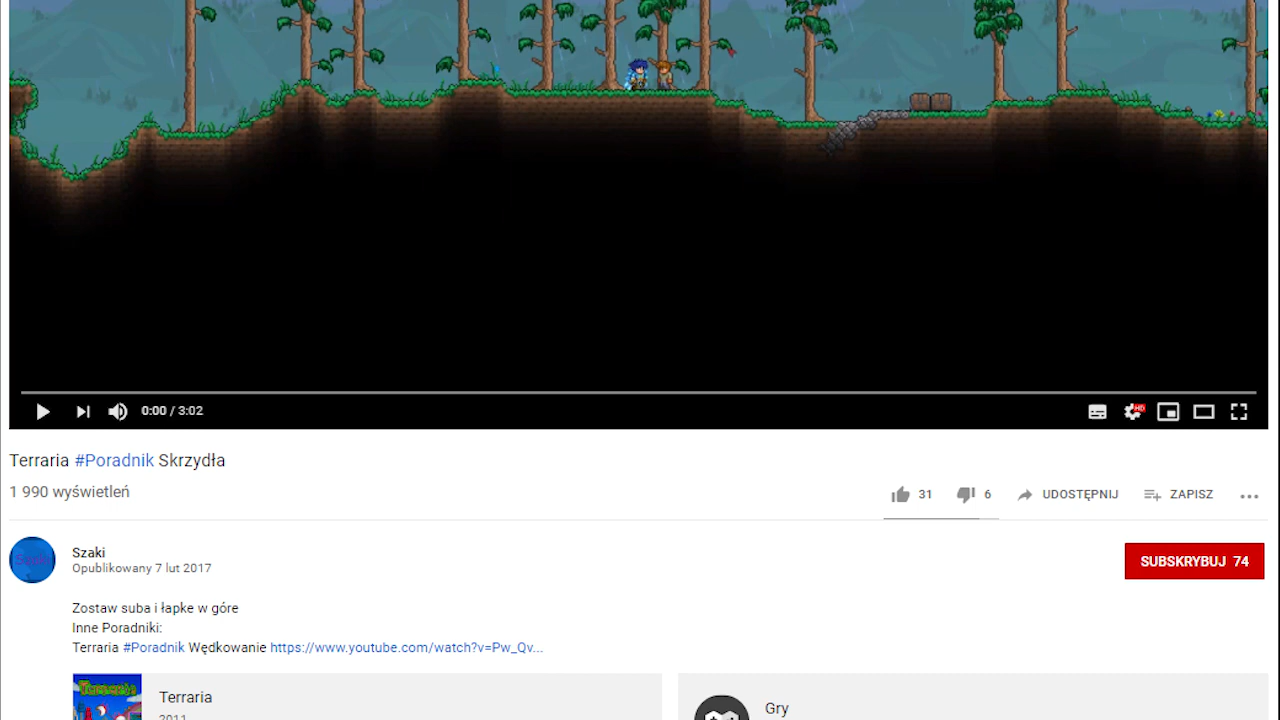 0:00 / 3:02
HD
Terraria #Poradnik Skrzydła
1 990 wyświetleń
31 6 UDOSTĘPNIJ ZAPISZ
Szaki
Opublikowany 7 lut 2017
SUBSKRYBUJ 74
Zostaw suba i łapke w góre
Inne Poradniki:
Terraria #Poradnik Wędkowanie https://www.youtube.com/watch?v=Pw_Qv...
Terraria
Terraria
2011
Gry